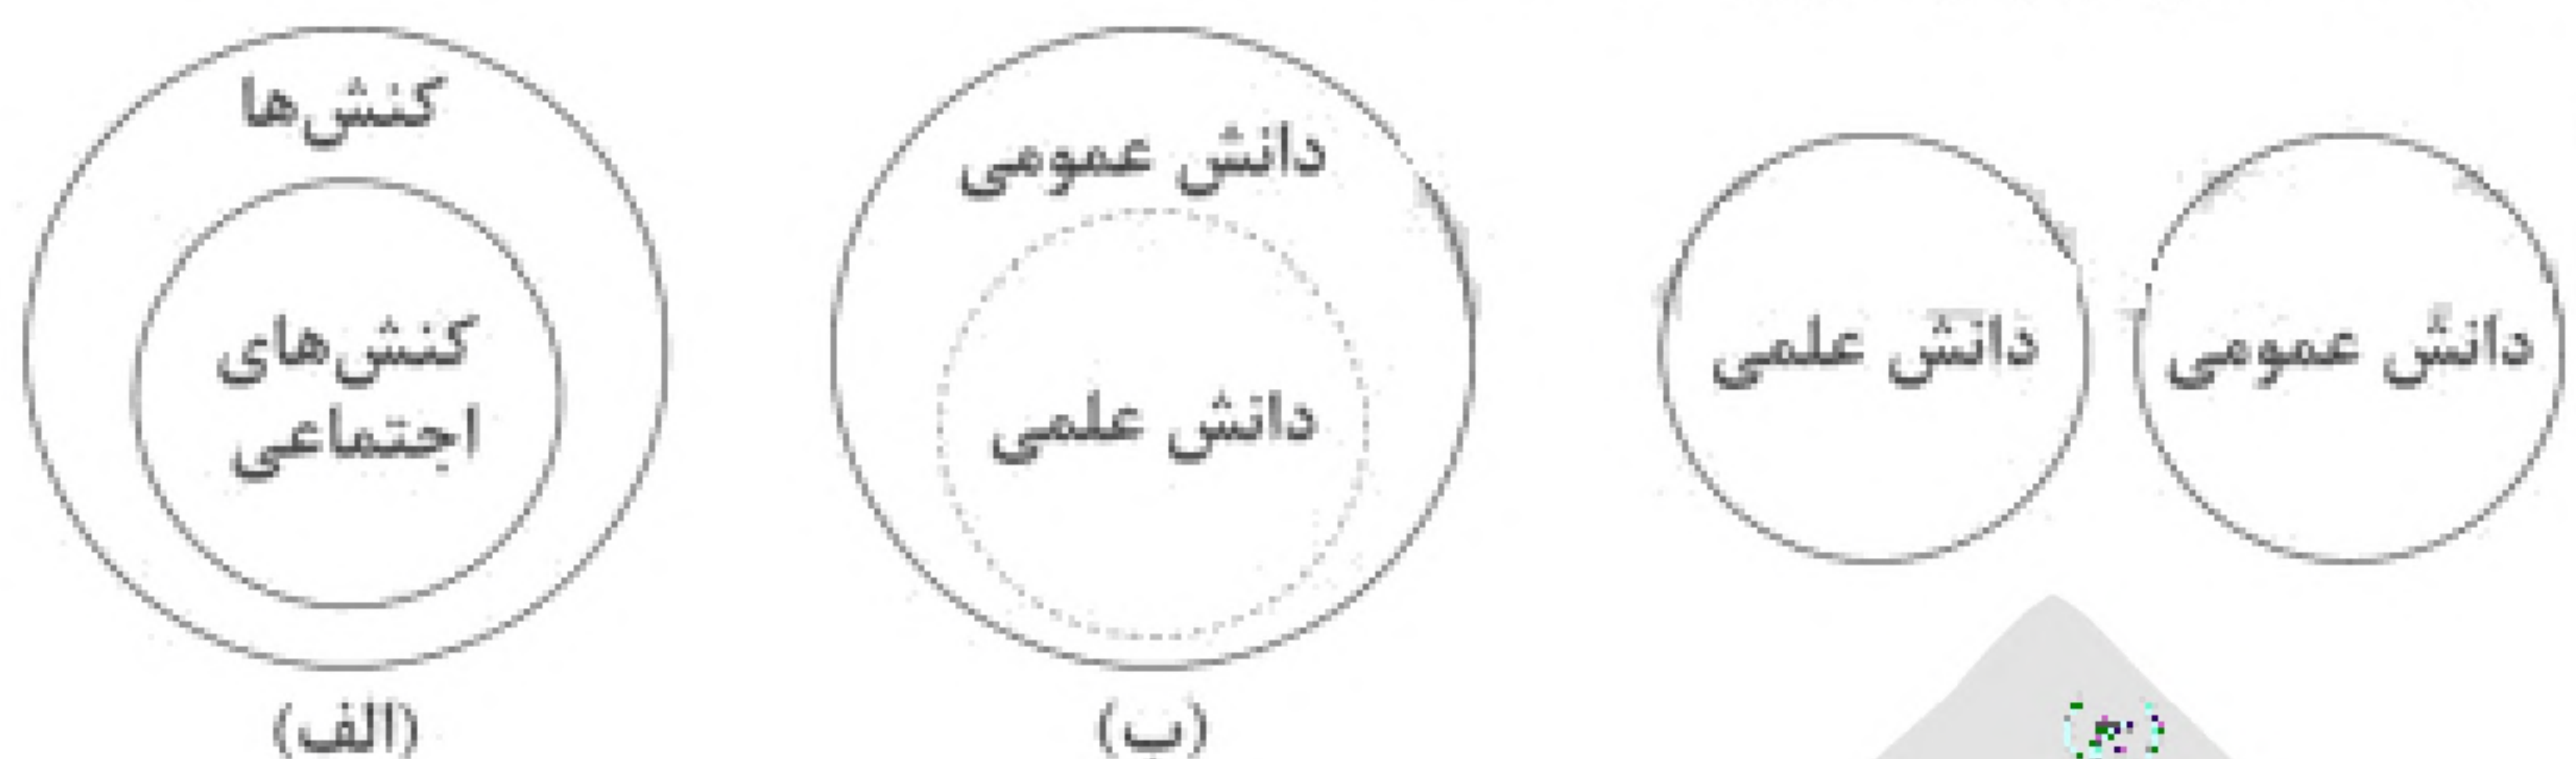 کنش‌ها
کنش‌های
اجتماعی
(الف)
دانش عمومی
دانش علمی
(ب)
دانش علمی
دانش عمومی
(ج)